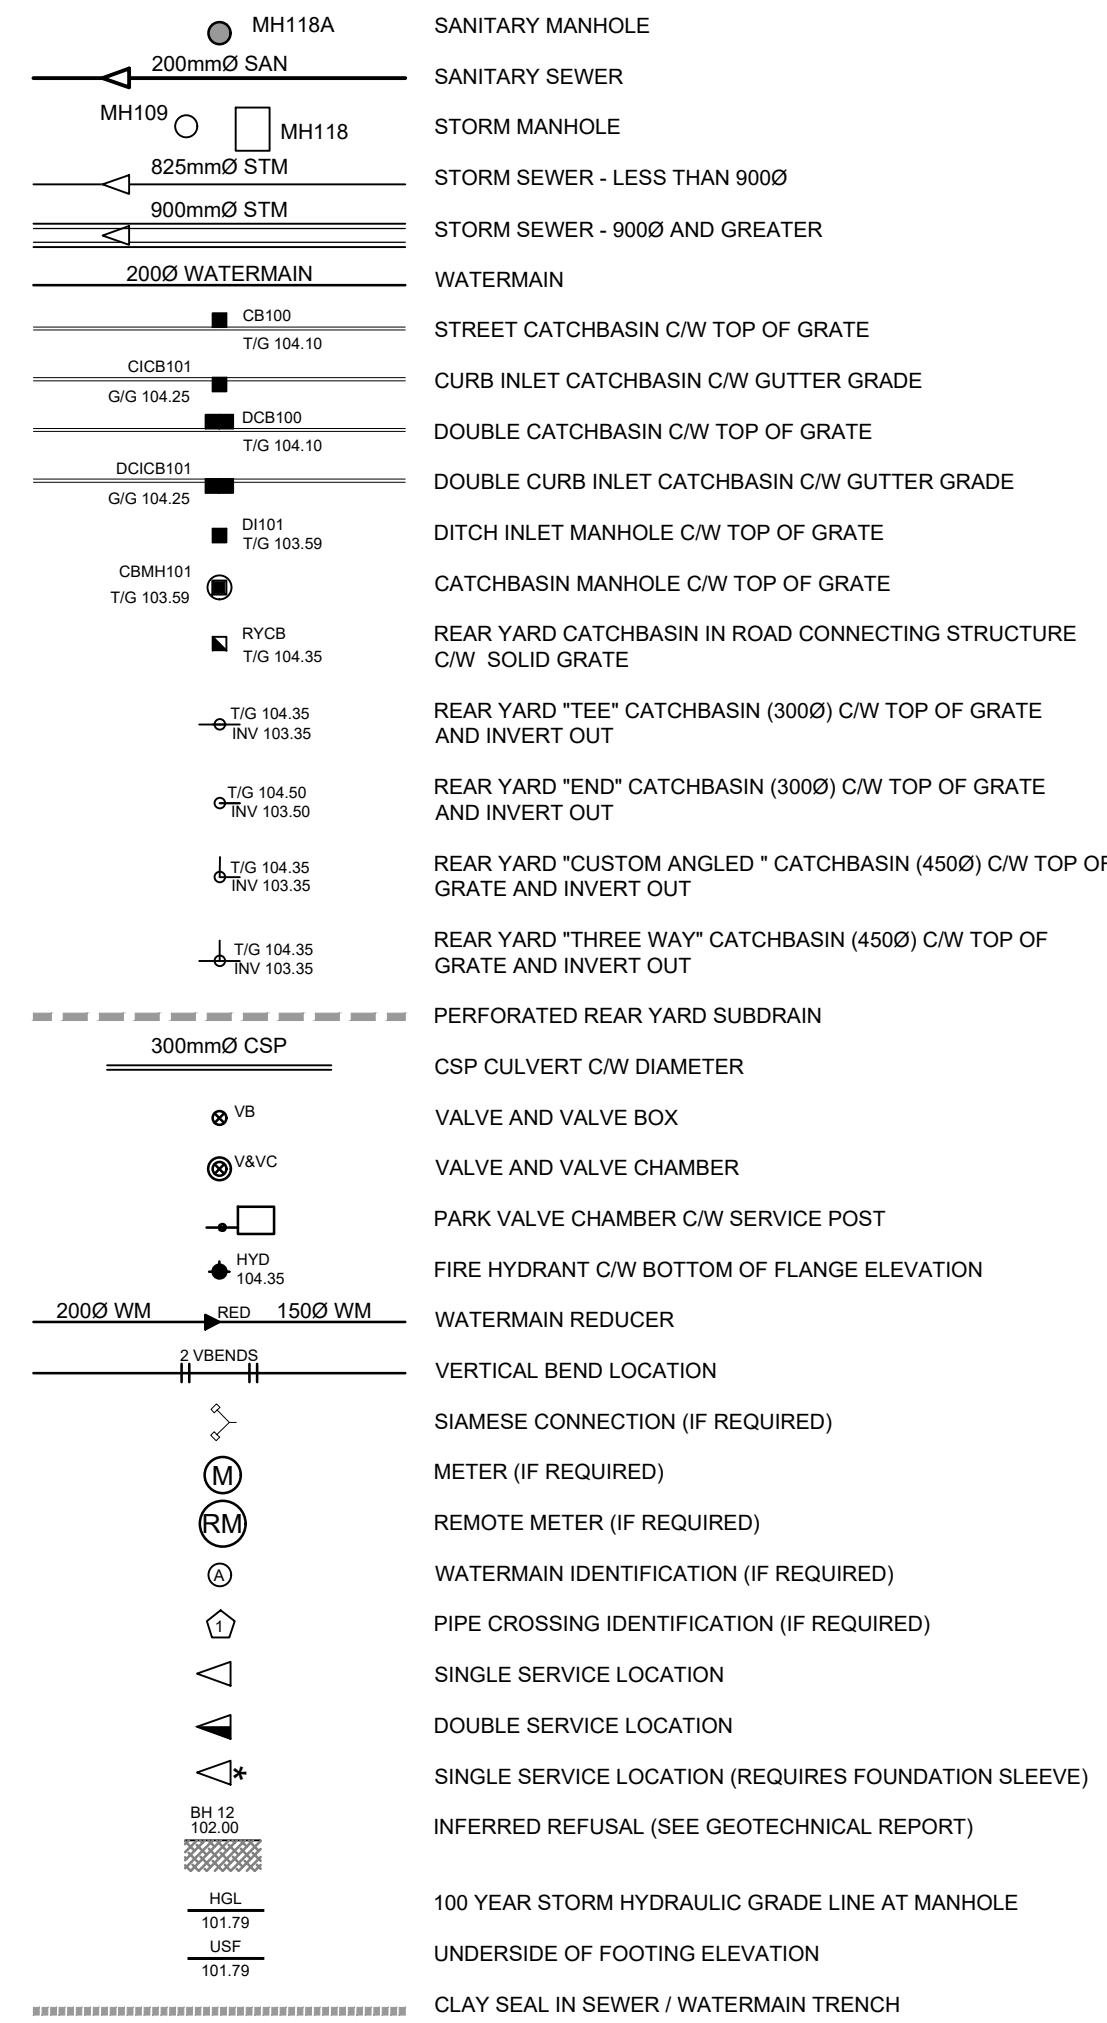 MH118A SANITARY MANHOLE
200mmØ SAN SANITARY SEWER
MH109 MH118 STORM MANHOLE
825mmØ STM STORM SEWER - LESS THAN 900Ø
900mmØ STM STORM SEWER - 900Ø AND GREATER
200Ø WATERMAIN WATERMAIN
CB100
T/G 104.10
STREET CATCHBASIN C/W TOP OF GRATE
CICB101
G/G 104.25
CURB INLET CATCHBASIN C/W GUTTER GRADE
DCB100
T/G 104.10
DOUBLE CATCHBASIN C/W TOP OF GRATE
DCICB101
G/G 104.25
DOUBLE CURB INLET CATCHBASIN C/W GUTTER GRADE
DI101
T/G 103.59
DITCH INLET MANHOLE C/W TOP OF GRATE
CBMH101
T/G 103.59
CATCHBASIN MANHOLE C/W TOP OF GRATE
RYCB
T/G 104.35
REAR YARD CATCHBASIN IN ROAD CONNECTING STRUCTURE
C/W SOLID GRATE
T/G 104.35
INV 103.35
REAR YARD "TEE" CATCHBASIN (300Ø) C/W TOP OF GRATE
AND INVERT OUT
T/G 104.50
INV 103.50
REAR YARD "END" CATCHBASIN (300Ø) C/W TOP OF GRATE
AND INVERT OUT
T/G 104.35
INV 103.35
REAR YARD "CUSTOM ANGLED " CATCHBASIN (450Ø) C/W TOP OF
GRATE AND INVERT OUT
T/G 104.35
INV 103.35
REAR YARD "THREE WAY" CATCHBASIN (450Ø) C/W TOP OF
GRATE AND INVERT OUT
PERFORATED REAR YARD SUBDRAIN
300mmØ CSP CSP CULVERT C/W DIAMETER
VB VALVE AND VALVE BOX
V&VC VALVE AND VALVE CHAMBER
PARK VALVE CHAMBER C/W SERVICE POST
HYD
104.35
FIRE HYDRANT C/W BOTTOM OF FLANGE ELEVATION
200Ø WM RED 150Ø WM WATERMAIN REDUCER
2 VBENDS VERTICAL BEND LOCATION
SIAMESE CONNECTION (IF REQUIRED)
M METER (IF REQUIRED)
RM REMOTE METER (IF REQUIRED)
A WATERMAIN IDENTIFICATION (IF REQUIRED)
1 PIPE CROSSING IDENTIFICATION (IF REQUIRED)
SINGLE SERVICE LOCATION
DOUBLE SERVICE LOCATION
* SINGLE SERVICE LOCATION (REQUIRES FOUNDATION SLEEVE)
BH 12
102.00
INFERRED REFUSAL (SEE GEOTECHNICAL REPORT)
HGL
101.79
100 YEAR STORM HYDRAULIC GRADE LINE AT MANHOLE
USF
101.79
UNDERSIDE OF FOOTING ELEVATION
CLAY SEAL IN SEWER / WATERMAIN TRENCH